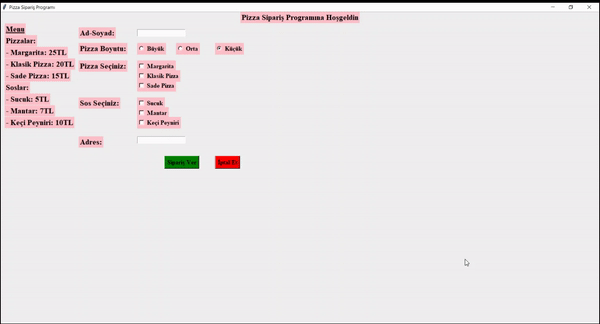 Pizza Sipariş Programı
Pizza Sipariş Programına Hoşgeldin
Menu
Pizzalar:
- Margarita: 25TL
- Klasik Pizza: 20TL
- Sade Pizza: 15TL
Soslar:
- Sucuk: 5TL
- Mantar: 7TL
- Keçi Peyniri: 10TL
Ad-Soyad:
Pizza Boyutu: Büyük Orta Küçük
Pizza Seçiniz: Margarita
Klasik Pizza
Sade Pizza
Sos Seçiniz: Sucuk
Mantar
Keçi Peyniri
Adres:
Sipariş Ver İptal Et